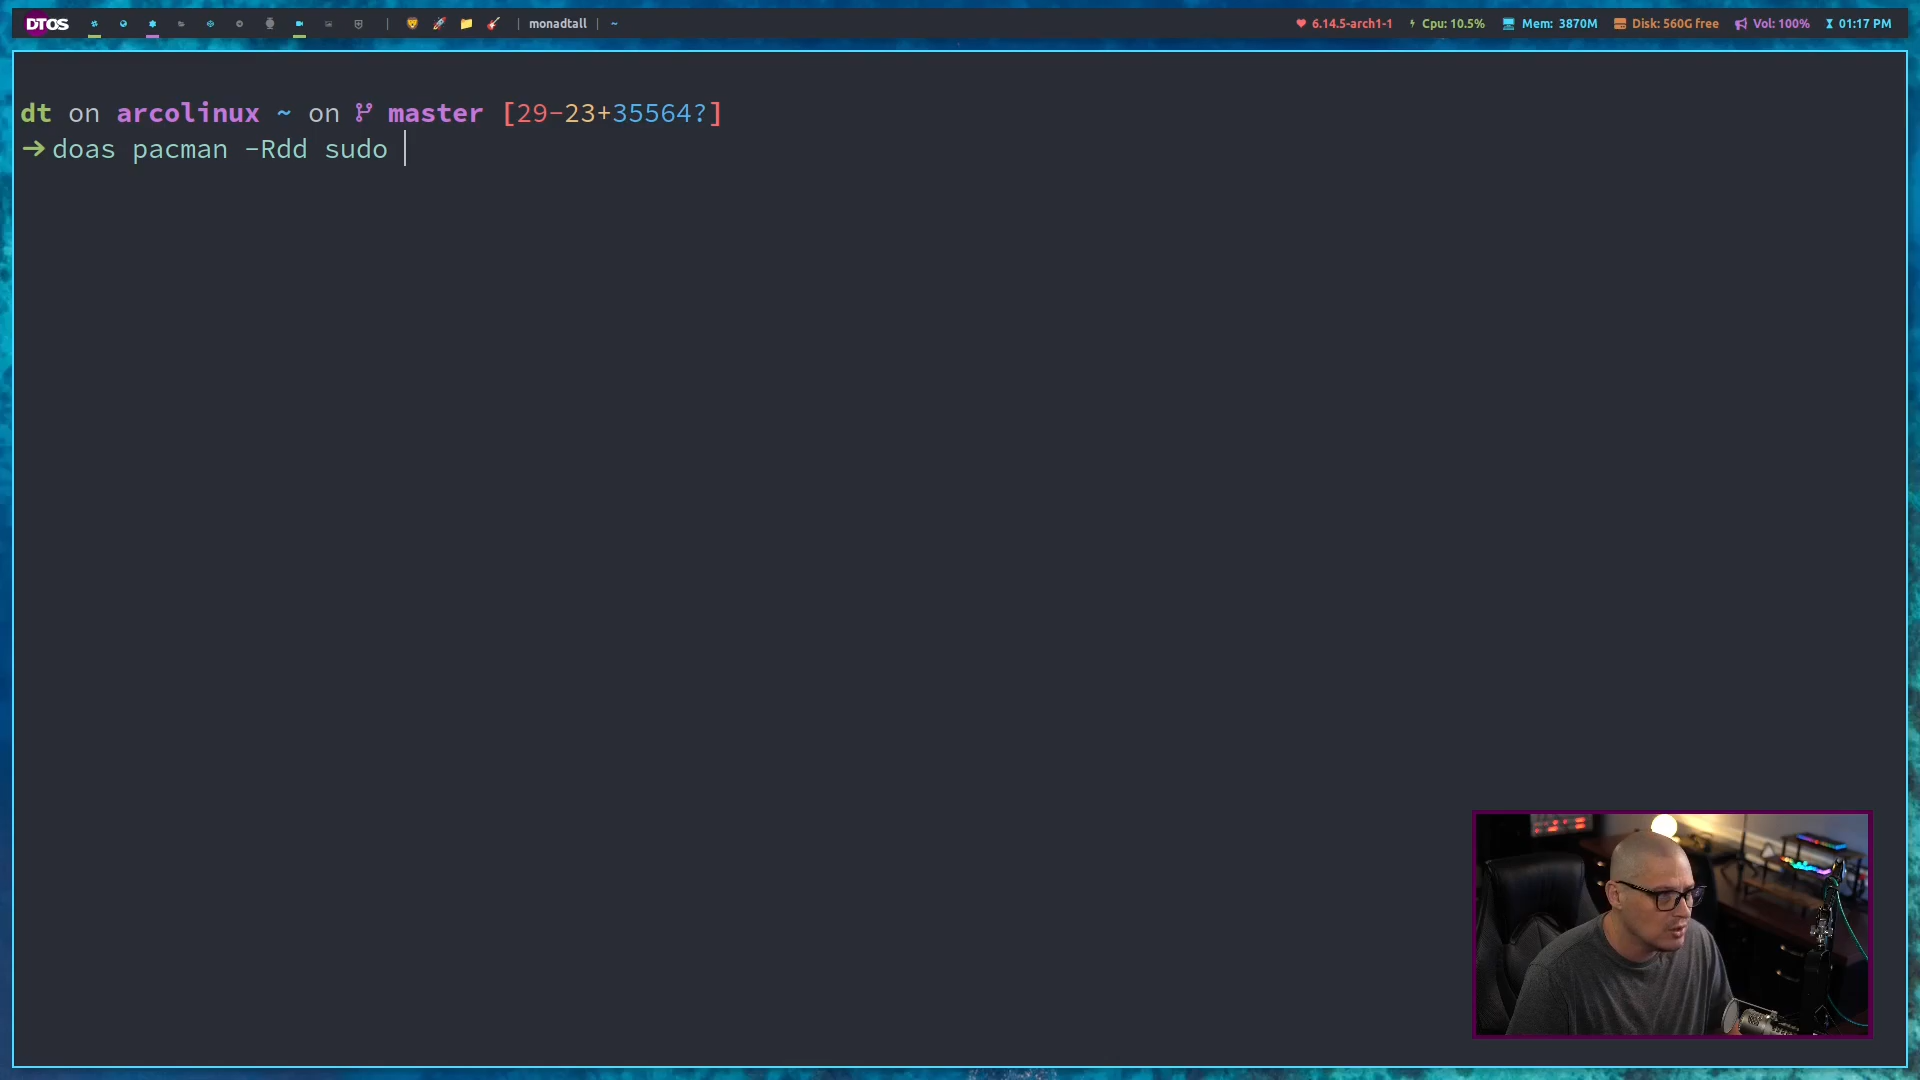 DTOS | monadtall | ~ 6.14.5-arch1-1 Cpu: 10.5% Mem: 3870M Disk: 560G free Vol: 100% 01:17 PM
dt on arcolinux ~ on master [29-23+35564?]
→ doas pacman -Rdd sudo